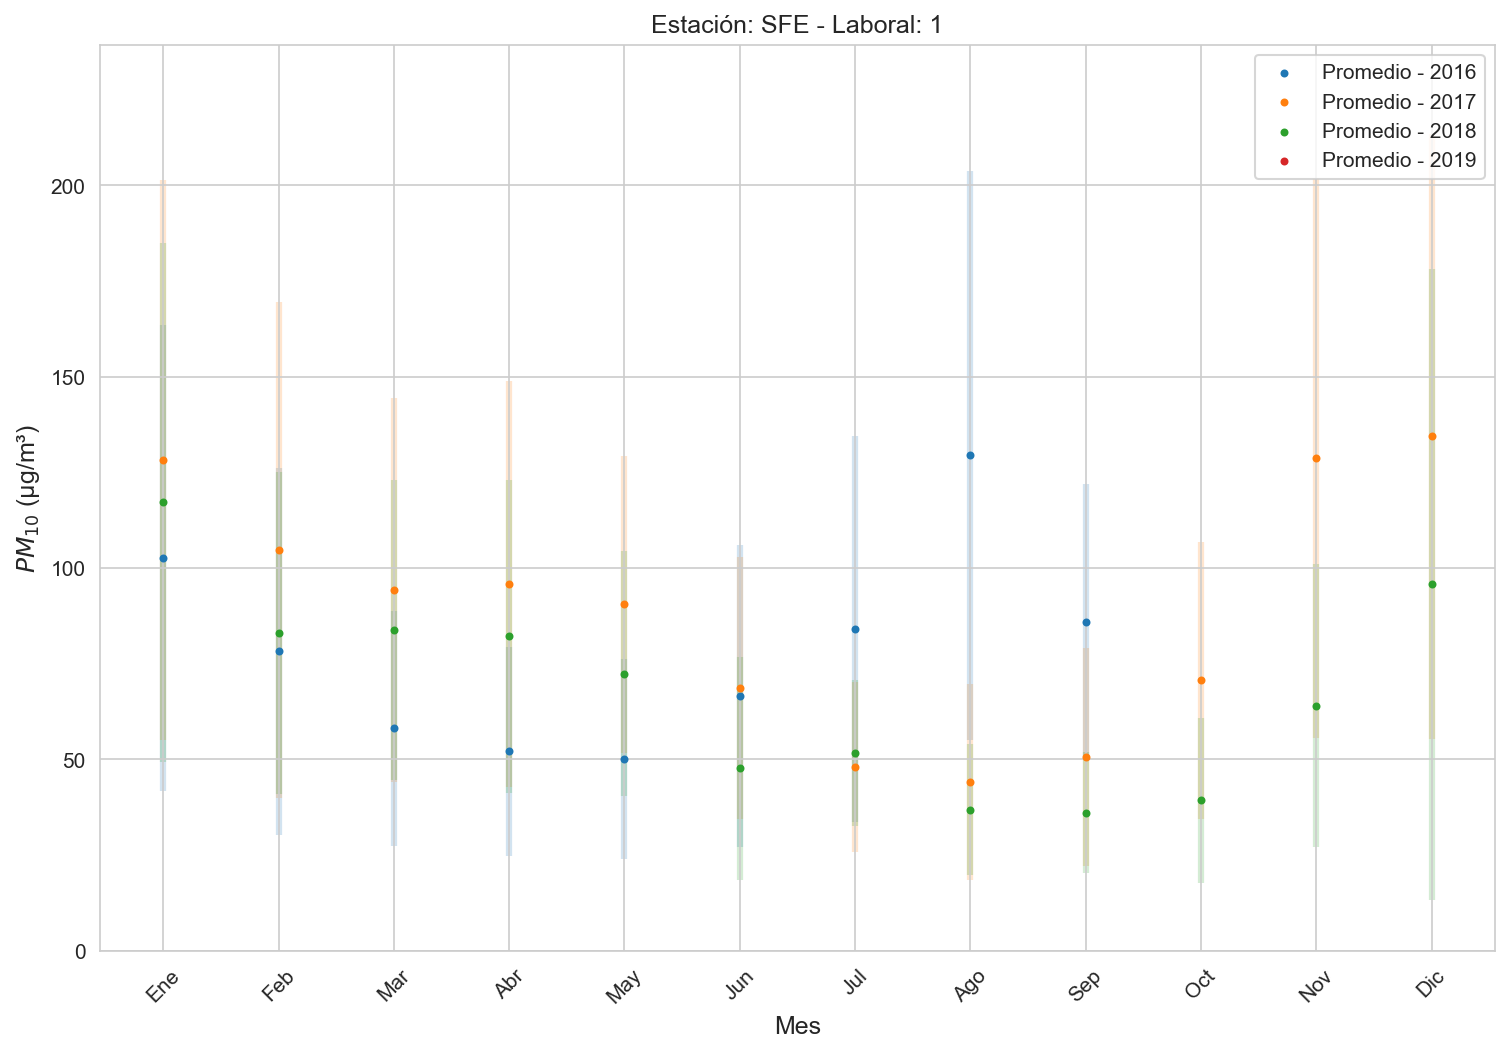 Estación: SFE - Laboral: 1
Promedio - 2016
Promedio - 2017
Promedio - 2018
Promedio - 2019
200
150
100
50
0
PM₁₀ (µg/m³)
Ene
Feb
Mar
Abr
May
Jun
Jul
Ago
Sep
Oct
Nov
Dic
Mes